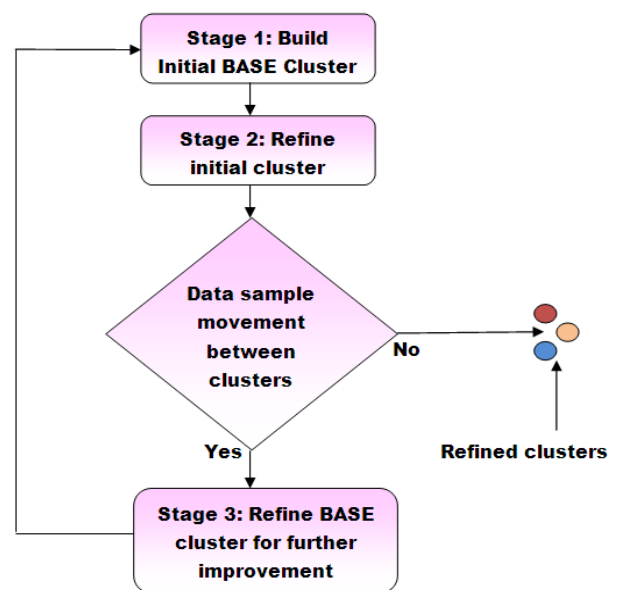 Stage 1: Build
Initial BASE Cluster
Stage 2: Refine
initial cluster
Data sample
movement
between
clusters
No
Yes
Refined clusters
Stage 3: Refine BASE
cluster for further
improvement